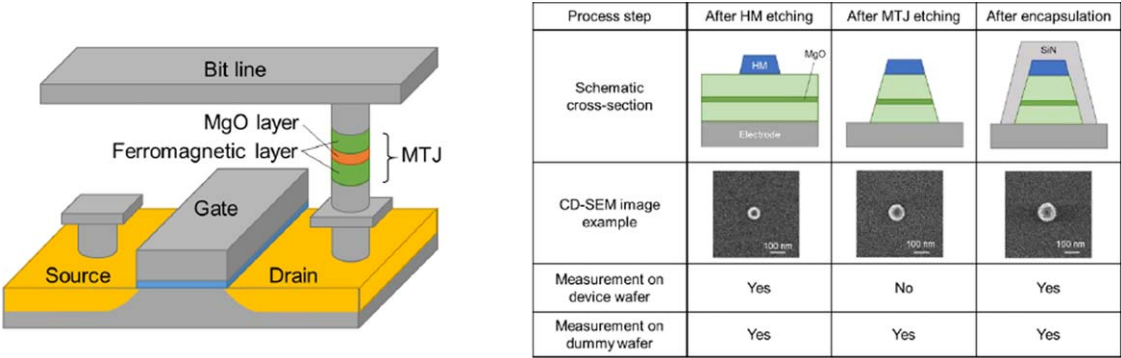 Bit line
MgO layer
Ferromagnetic layer
MTJ
Gate
Source
Drain
Process step
After HM etching
After MTJ etching
After encapsulation
Schematic
cross-section
HM
MgO
Electrode
SiN
CD-SEM image
example
100 nm
100 nm
100 nm
Measurement on
device wafer
Yes
No
Yes
Measurement on
dummy wafer
Yes
Yes
Yes